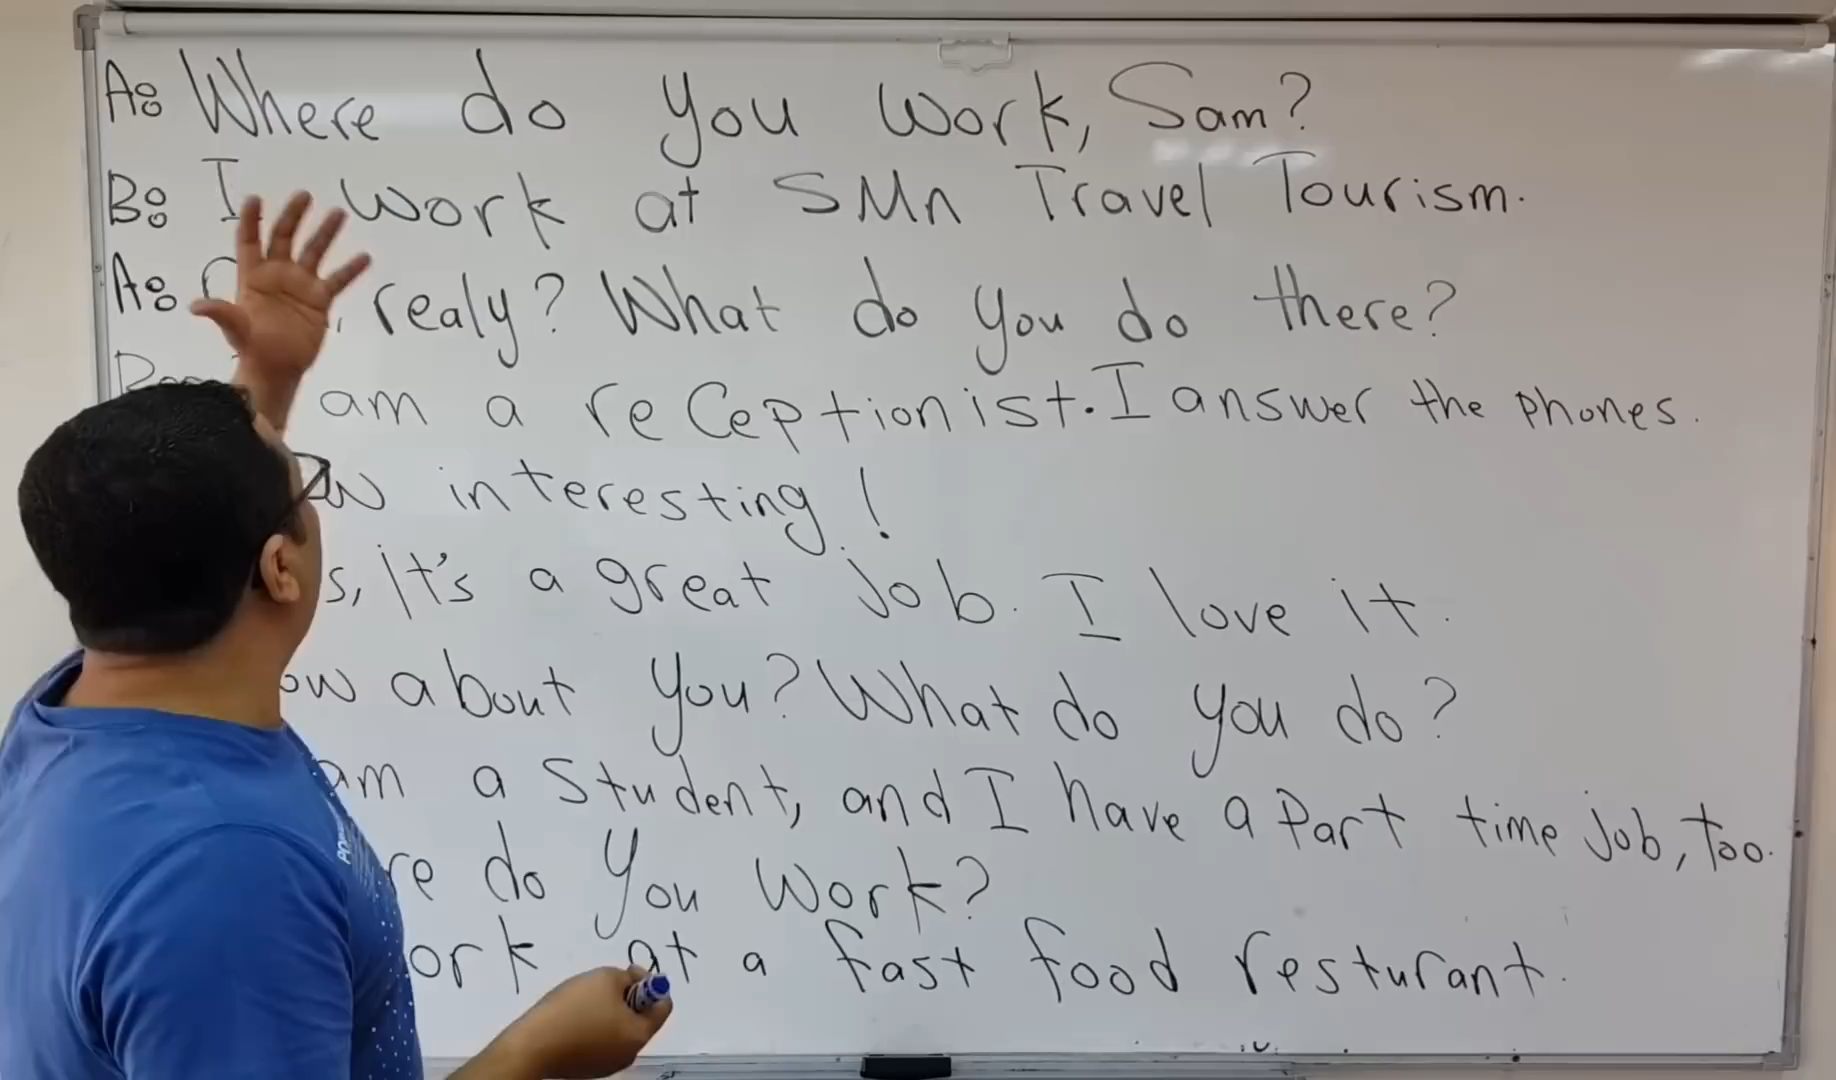 A: Where do you work, Sam?
B: I work at SMn Travel Tourism.
A: realy? What do you do there?
am a receptionist. I answer the phones.
interesting!
s, It's a great job. I love it.
ow about you? What do you do?
am a student, and I have a part time job, too.
re do you work?
ork at a fast food resturant.